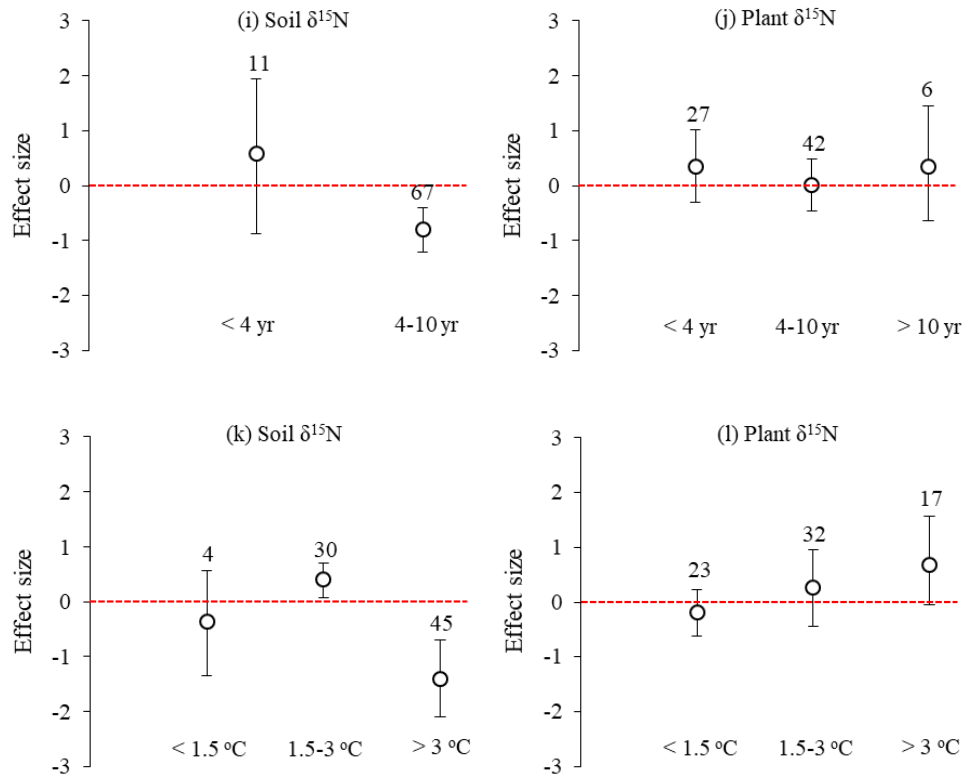 (i) Soil δ¹⁵N
3
2
1
0
-1
-2
-3
Effect size
11
67
< 4 yr
4-10 yr
(j) Plant δ¹⁵N
3
2
1
0
-1
-2
-3
Effect size
27
42
6
< 4 yr
4-10 yr
> 10 yr
(k) Soil δ¹⁵N
3
2
1
0
-1
-2
-3
Effect size
4
30
45
< 1.5 ºC
1.5-3 ºC
> 3 ºC
(l) Plant δ¹⁵N
3
2
1
0
-1
-2
-3
Effect size
23
32
17
< 1.5 ºC
1.5-3 ºC
> 3 ºC